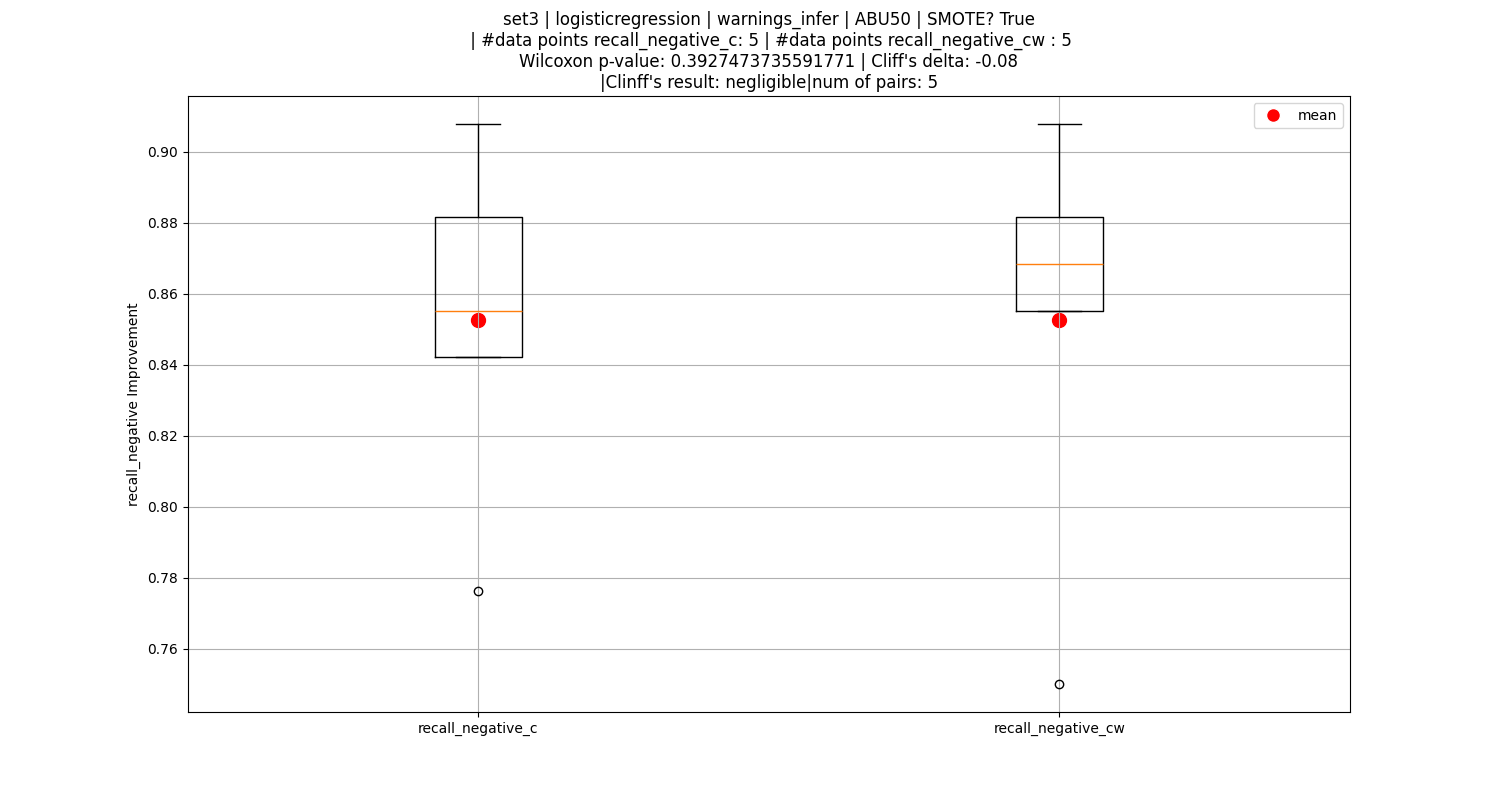 set3 | logisticregression | warnings_infer | ABU50 | SMOTE? True
| #data points recall_negative_c: 5 | #data points recall_negative_cw : 5
Wilcoxon p-value: 0.3927473735591771 | Cliff's delta: -0.08
|Clinff's result: negligible|num of pairs: 5
mean
0.90
0.88
0.86
0.84
0.82
0.80
0.78
0.76
recall_negative Improvement
recall_negative_c
recall_negative_cw